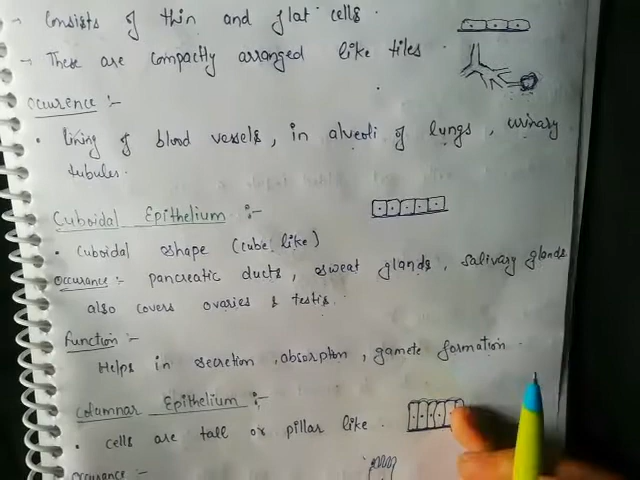 → Consists of thin and flat cells.
→ These are compactly arranged like tiles.
Occurence :-
• lining of blood vessels, in alveoli of lungs, urinary
tubules.
Cuboidal Epithelium :-
• Cuboidal shape (cube like)
Occurance :- pancreatic ducts, sweat glands, salivary glands
also covers ovaries & testis.
Function :-
Helps in secretion, absorption, gamete formation.
Columnar Epithelium :-
• cells are tall or pillar like.
Occurance :-